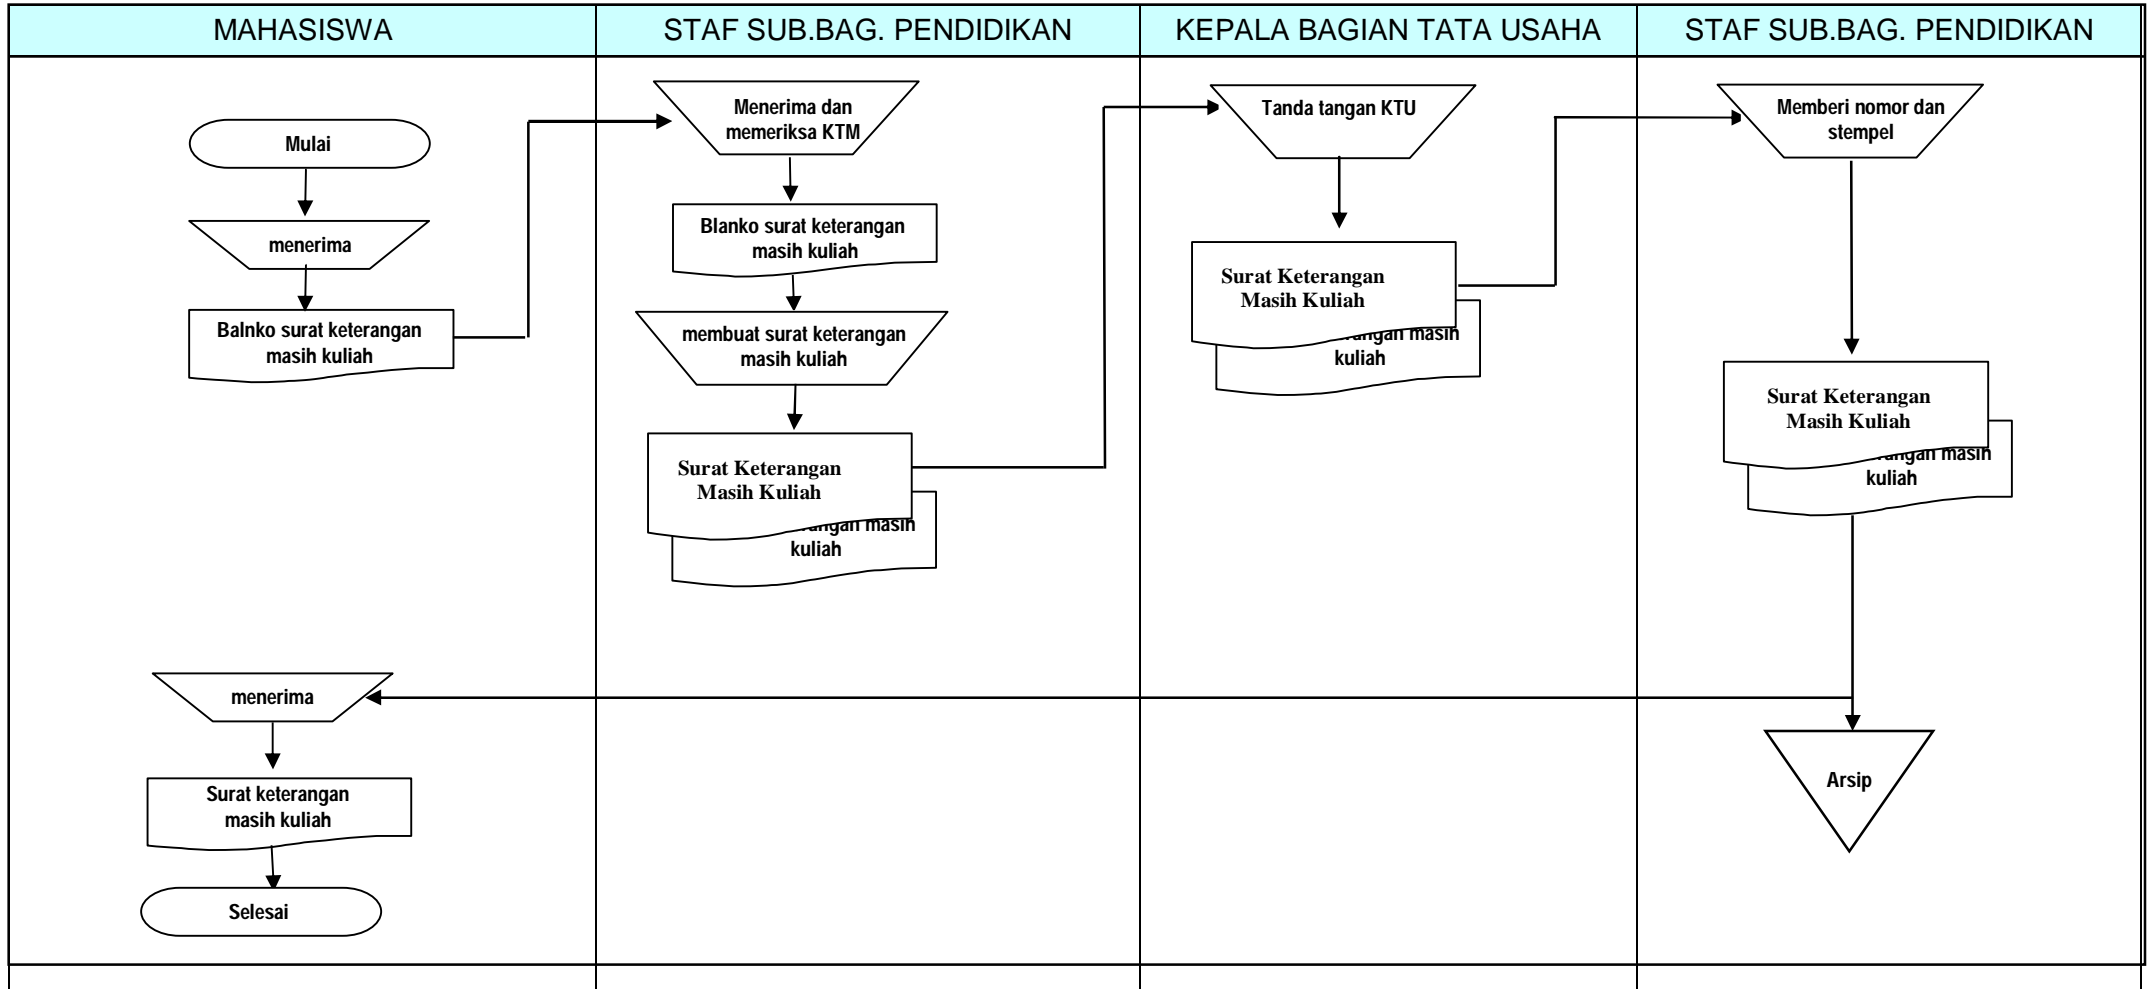 MAHASISWA
STAF SUB.BAG. PENDIDIKAN
KEPALA BAGIAN TATA USAHA
STAF SUB.BAG. PENDIDIKAN
Mulai
menerima
Balnko surat keterangan
masih kuliah
Menerima dan
memeriksa KTM
Blanko surat keterangan
masih kuliah
membuat surat keterangan
masih kuliah
Surat Keterangan
Masih Kuliah
masih
kuliah
Tanda tangan KTU
Surat Keterangan
Masih Kuliah
masih
kuliah
Memberi nomor dan
stempel
Surat Keterangan
Masih Kuliah
masih
kuliah
Arsip
menerima
Surat keterangan
masih kuliah
Selesai